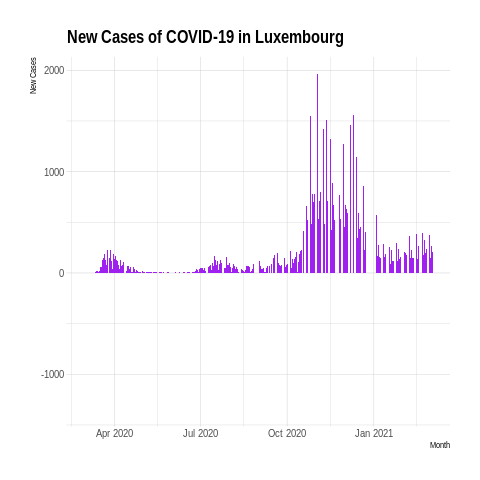 New Cases of COVID-19 in Luxembourg
New Cases
2000
1000
0
-1000
Apr 2020 Jul 2020 Oct 2020 Jan 2021
Month